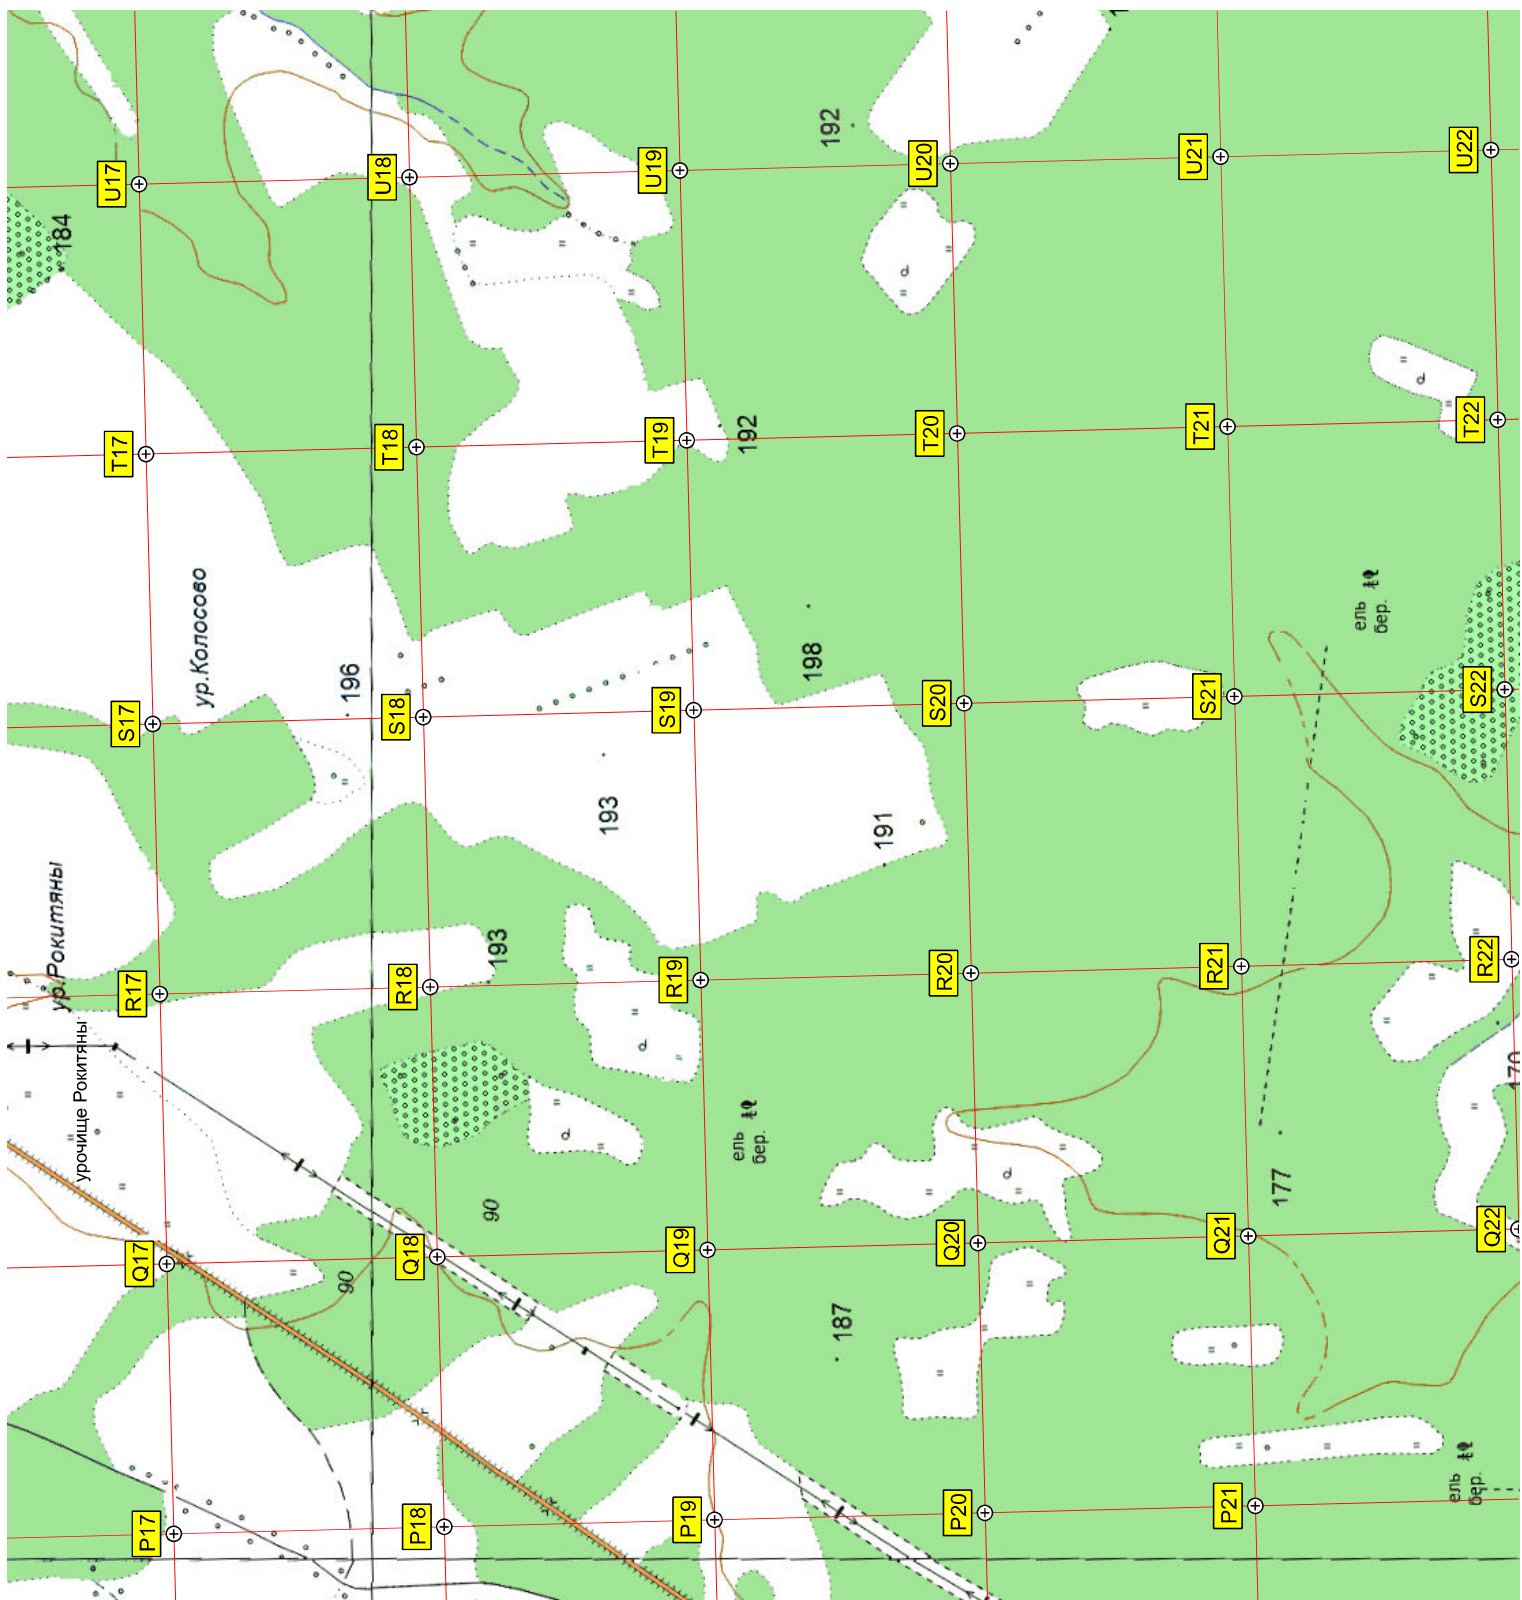 184
192
U17
U18
U19
U20
U21
U22
T17
T18
T19
192
T20
T21
T22
ур.Колосово
196
198
ель
бер.
S17
S18
S19
S20
S21
S22
193
191
ур.Рокитяны
193
R17
R18
R19
R20
R21
R22
урочище Рокитяны
170
ель
бер.
90
177
Q17
90
Q18
Q19
Q20
Q21
Q22
187
ель
бер.
P17
P18
P19
P20
P21